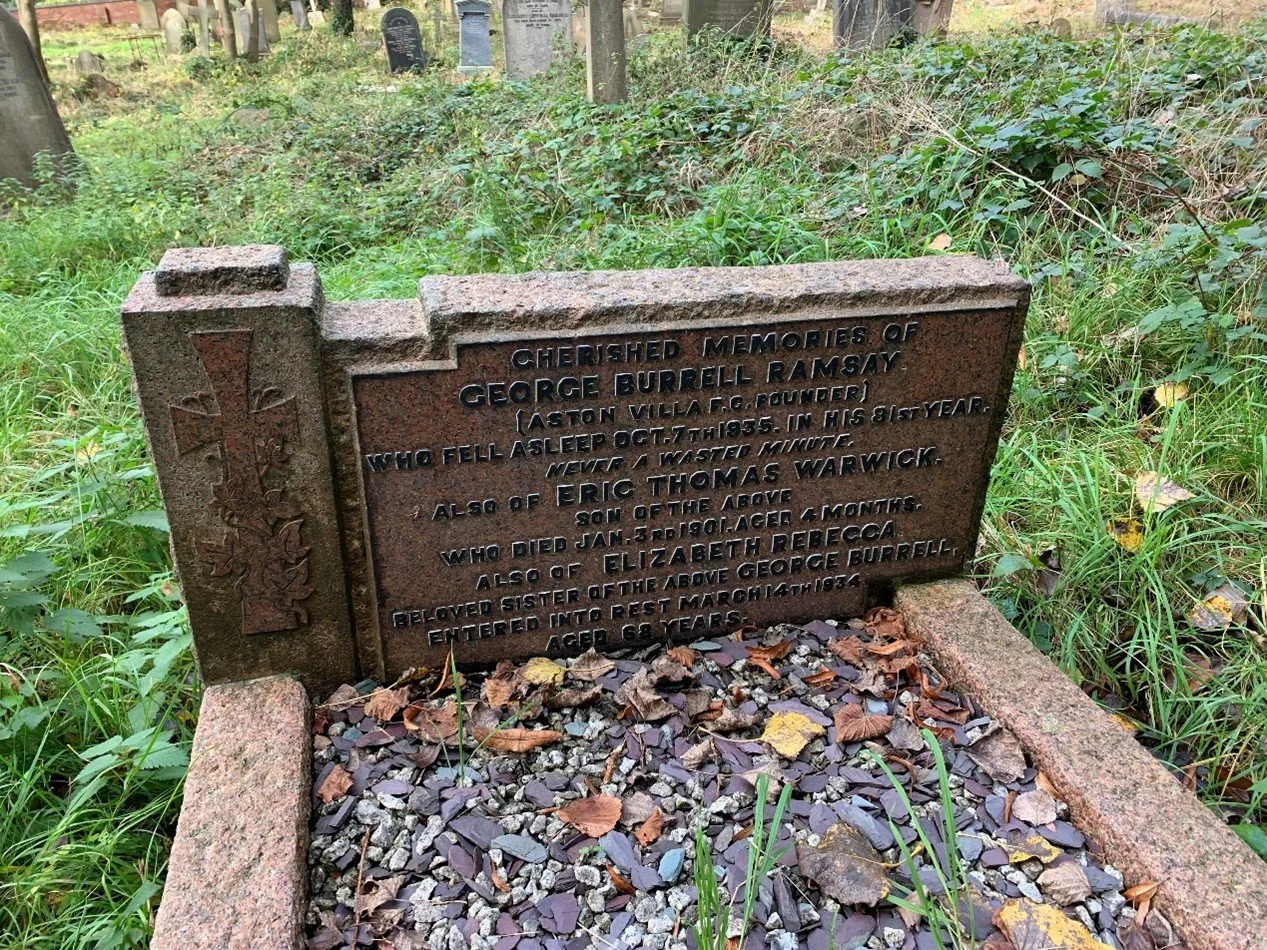 CHERISHED MEMORIES OF
GEORGE BURRELL RAMSAY.
[ASTON VILLA F.C. FOUNDER]
WHO FELL ASLEEP OCT. 7TH 1935. IN HIS 81ST YEAR.
NEVER A WASTED MINUTE.
ALSO OF ERIC THOMAS WARWICK.
SON OF THE ABOVE
WHO DIED JAN. 3RD 1901. AGED 4 MONTHS.
ALSO OF ELIZABETH REBECCA
BELOVED SISTER OF THE ABOVE GEORGE BURRELL.
ENTERED INTO REST MARCH 14TH 1934
AGED 68 YEARS.